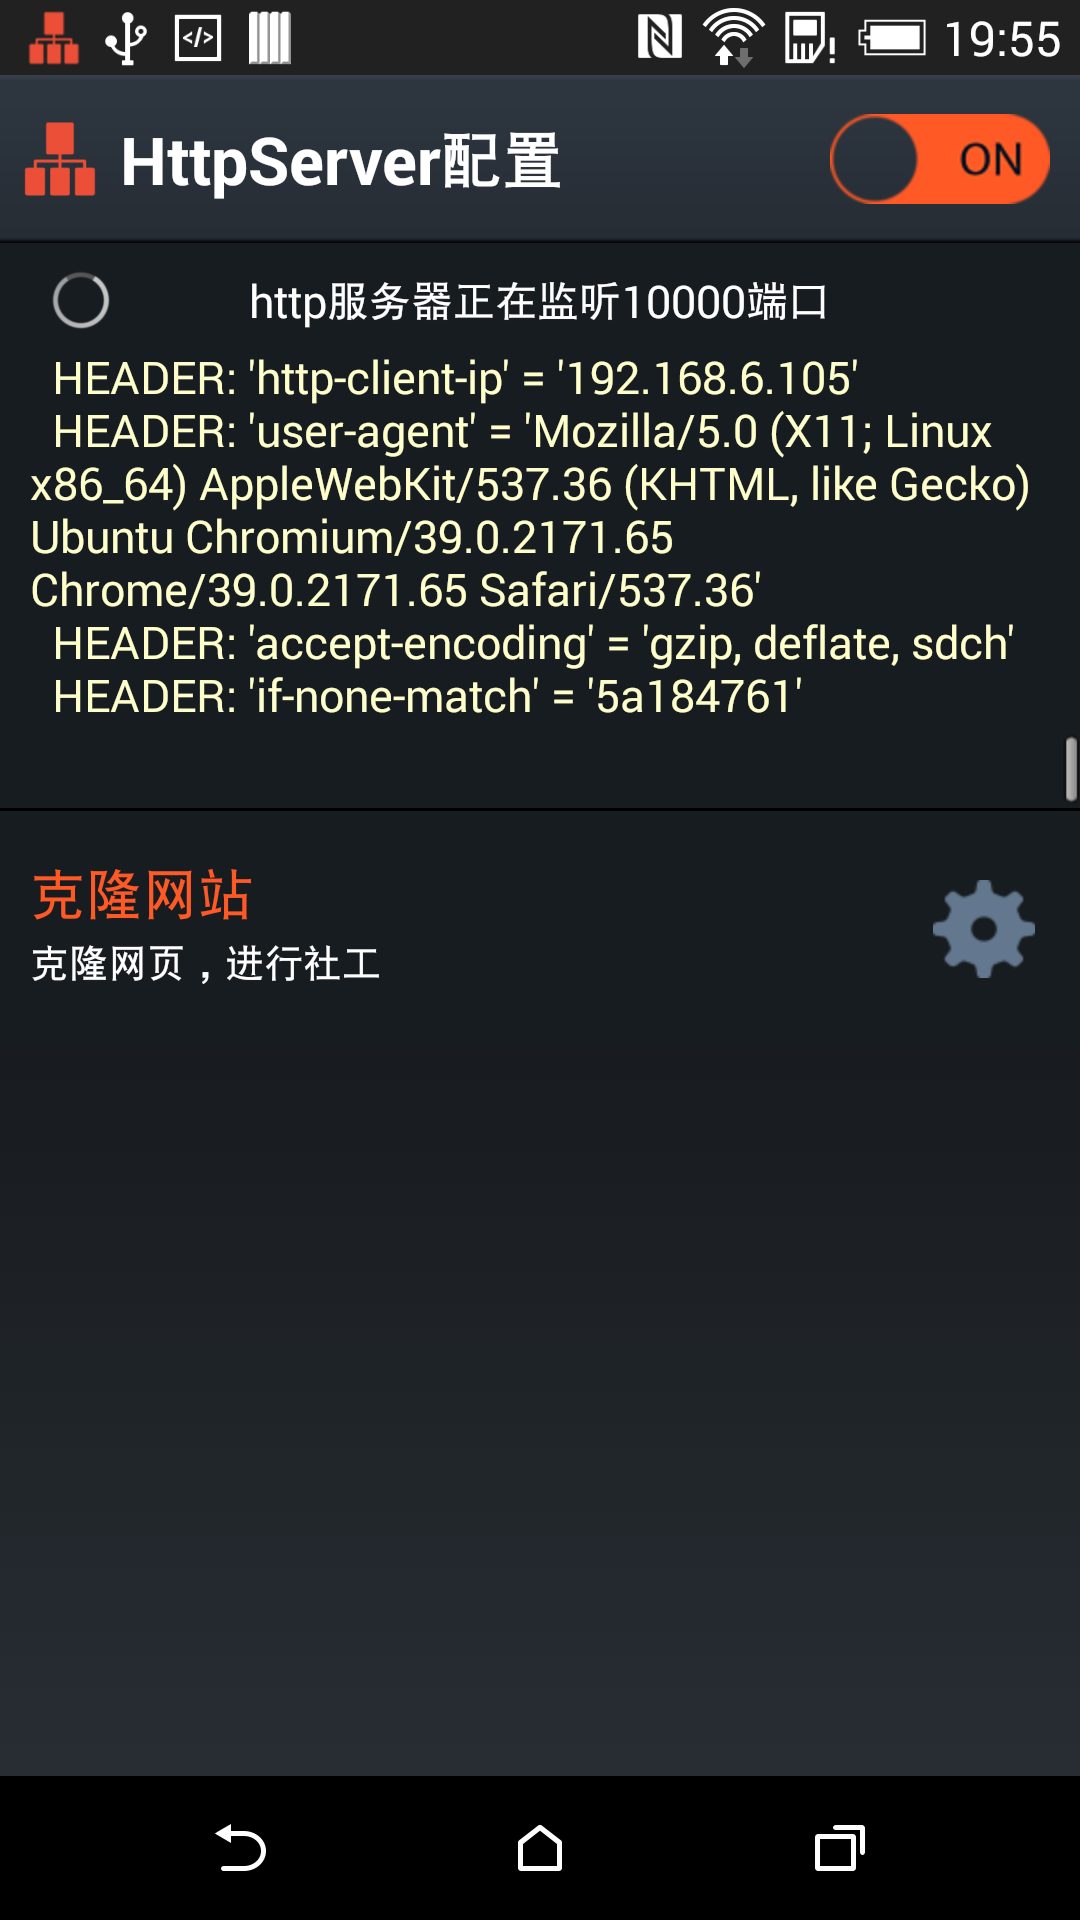 19:55
HttpServer配置
ON
http服务器正在监听10000端口
HEADER: 'http-client-ip' = '192.168.6.105'
HEADER: 'user-agent' = 'Mozilla/5.0 (X11; Linux
x86_64) AppleWebKit/537.36 (KHTML, like Gecko)
Ubuntu Chromium/39.0.2171.65
Chrome/39.0.2171.65 Safari/537.36'
HEADER: 'accept-encoding' = 'gzip, deflate, sdch'
HEADER: 'if-none-match' = '5a184761'
克隆网站
克隆网页，进行社工